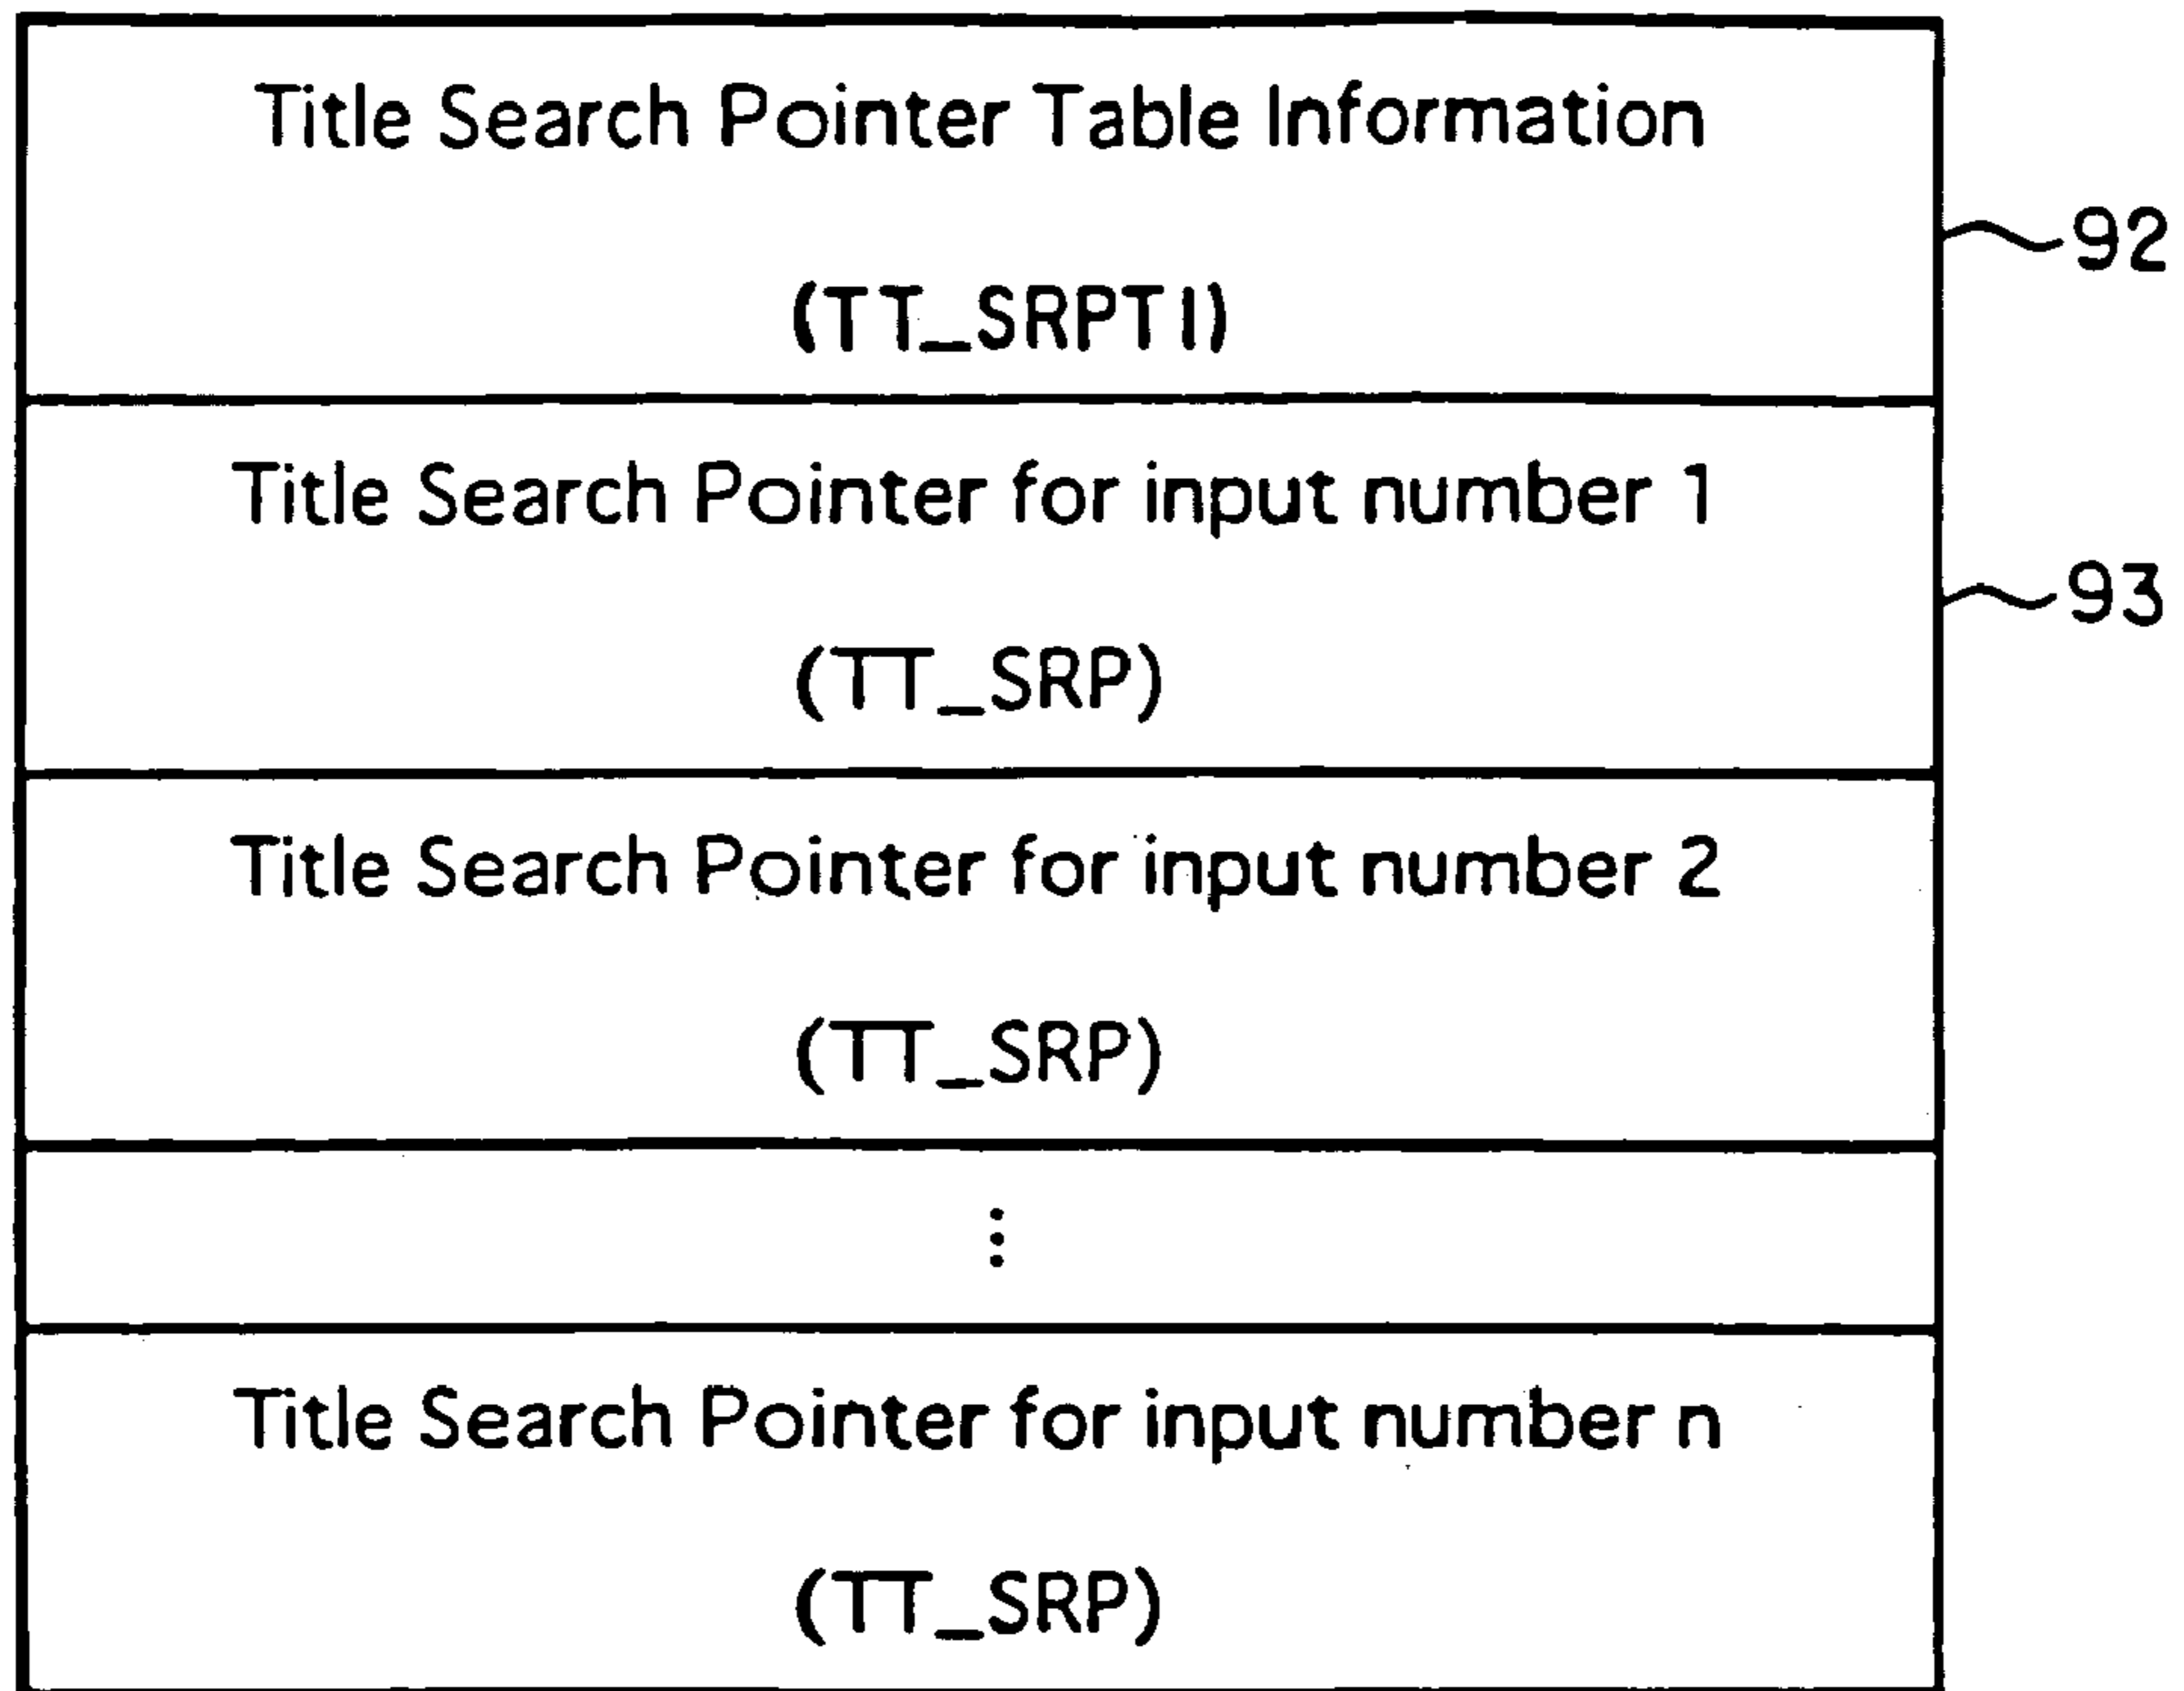 Title Search Pointer Table Information
92
(TT_SRPTI)
Title Search Pointer for input number 1
93
(TT_SRP)
Title Search Pointer for input number 2
(TT_SRP)
⋮
Title Search Pointer for input number n
(TT_SRP)